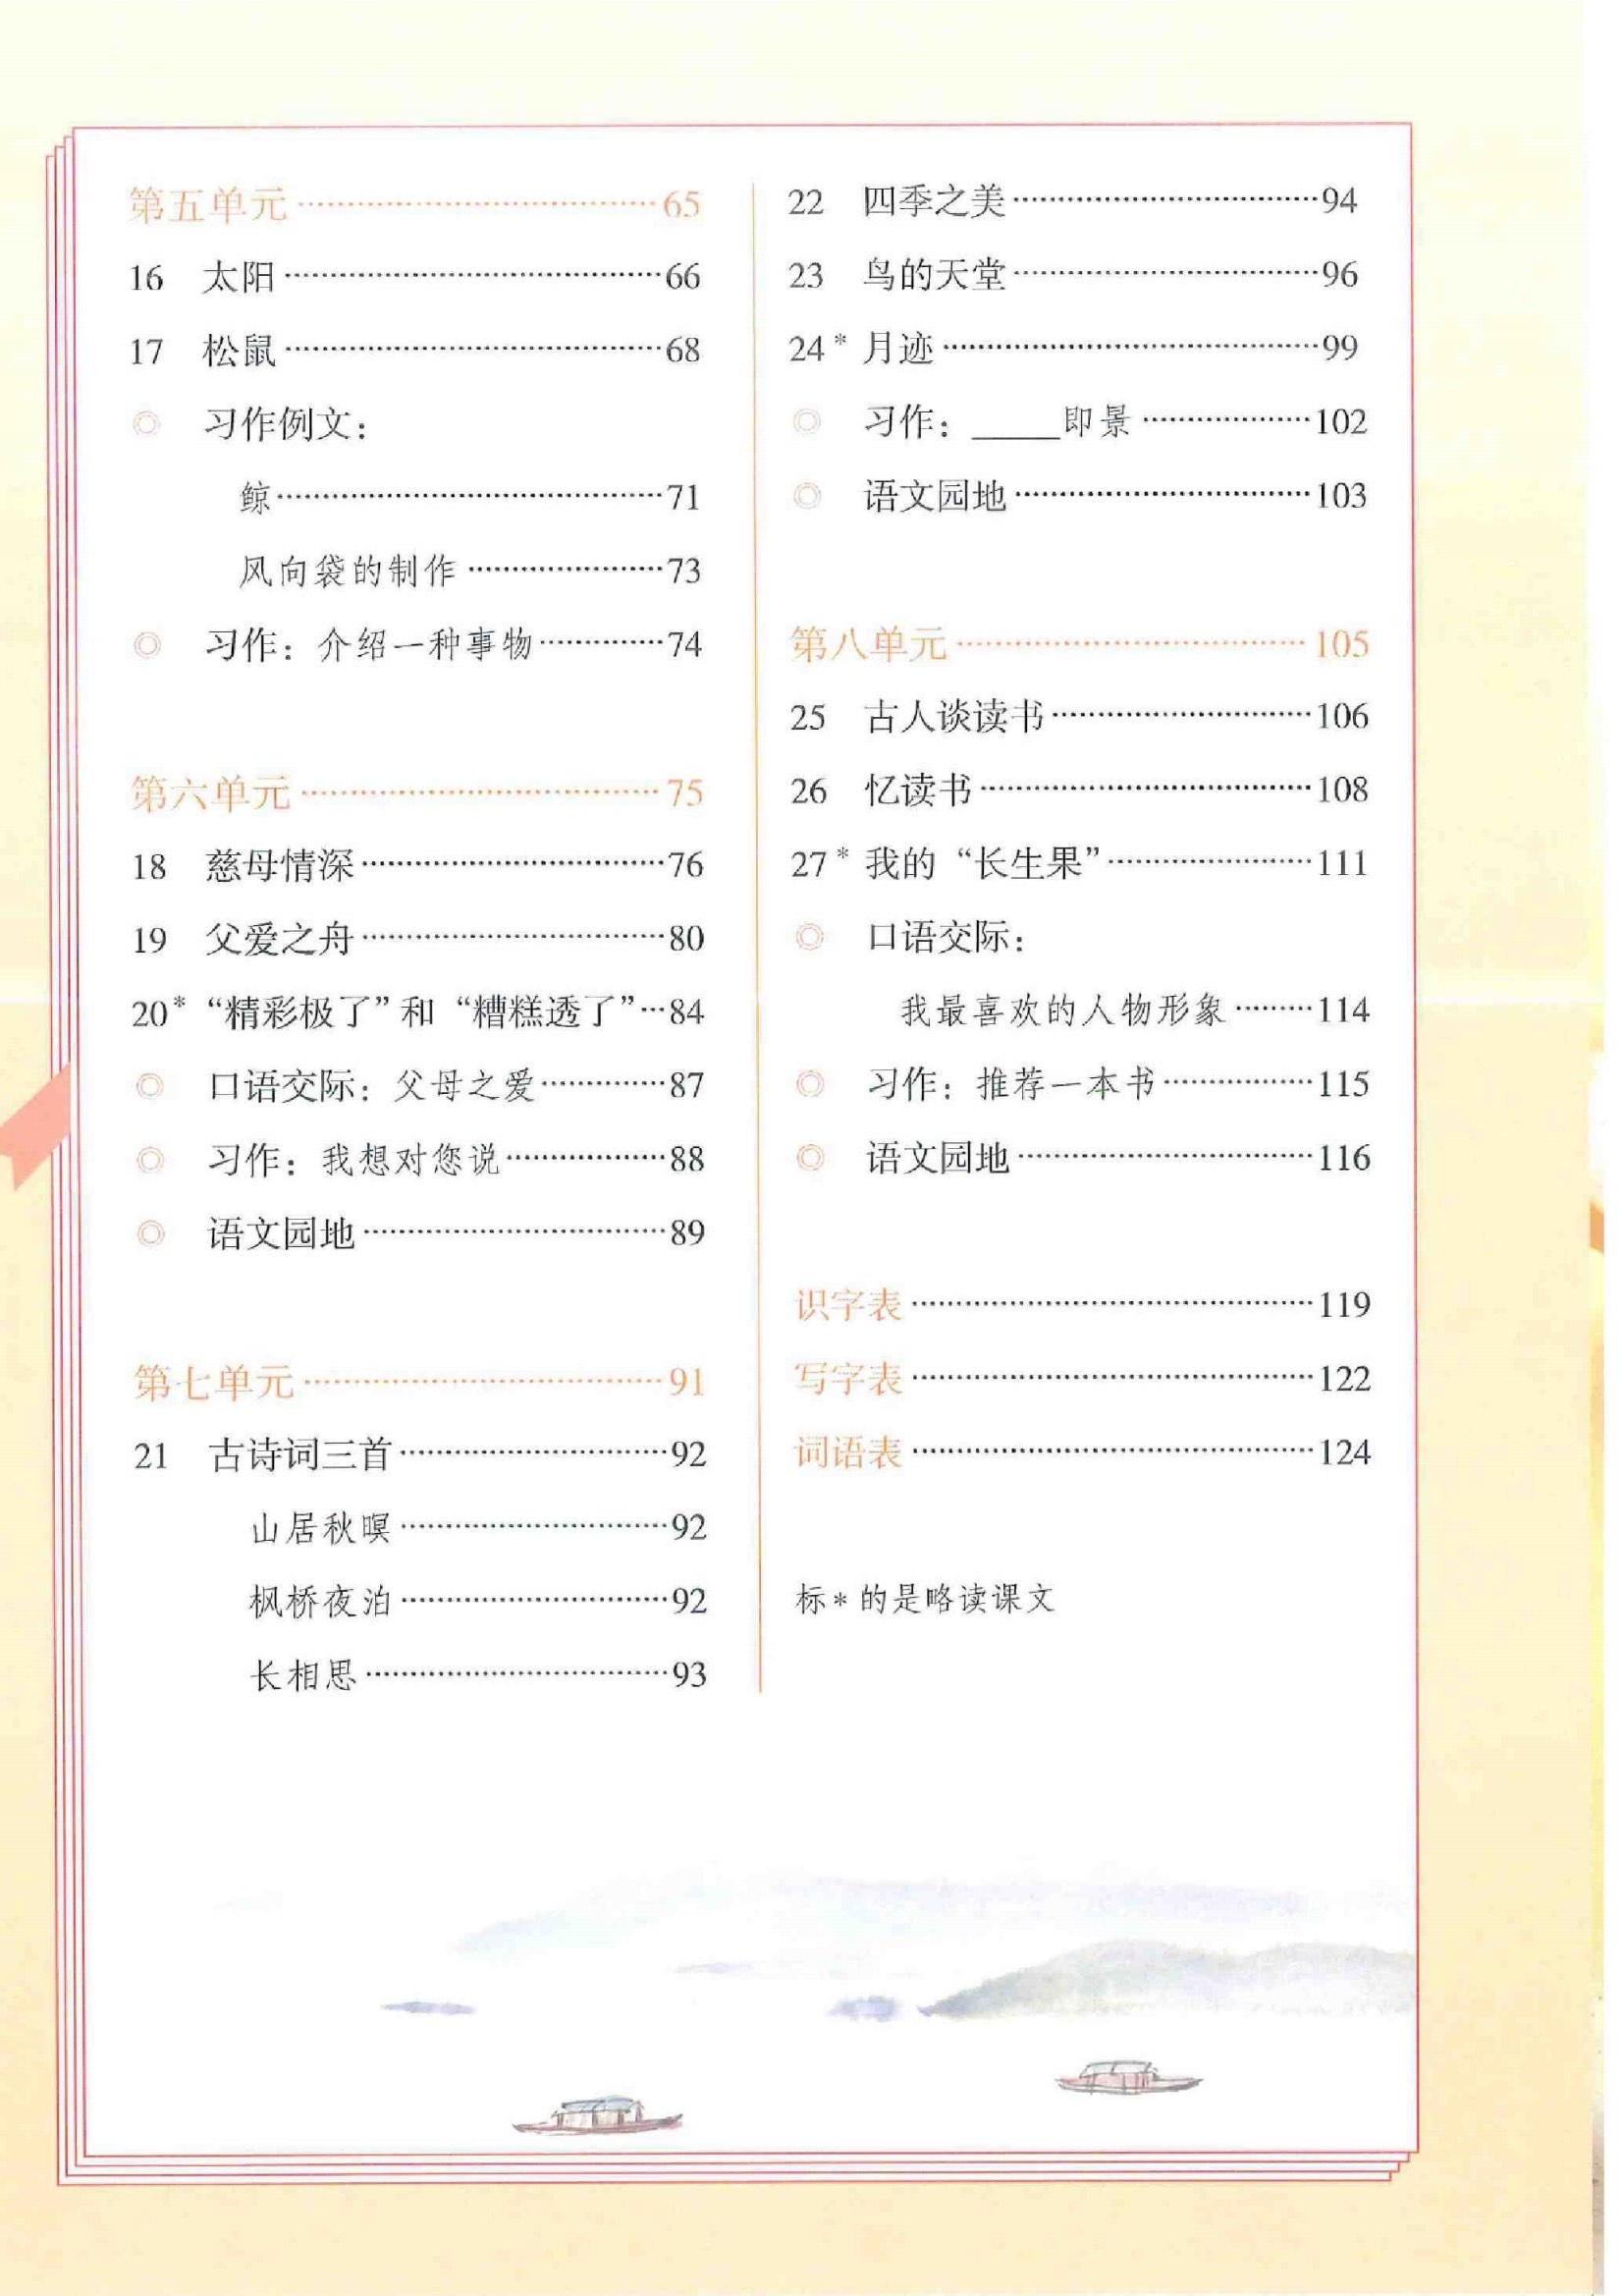 第五单元 …… 65
16 太阳 …… 66
17 松鼠 …… 68
◎ 习作例文：
鲸 …… 71
风向袋的制作 …… 73
◎ 习作：介绍一种事物 …… 74
第六单元 …… 75
18 慈母情深 …… 76
19 父爱之舟 …… 80
20* “精彩极了”和“糟糕透了” …… 84
◎ 口语交际：父母之爱 …… 87
◎ 习作：我想对您说 …… 88
◎ 语文园地 …… 89
第七单元 …… 91
21 古诗词三首 …… 92
山居秋暝 …… 92
枫桥夜泊 …… 92
长相思 …… 93
22 四季之美 …… 94
23 鸟的天堂 …… 96
24* 月迹 …… 99
◎ 习作：_____即景 …… 102
◎ 语文园地 …… 103
第八单元 …… 105
25 古人谈读书 …… 106
26 忆读书 …… 108
27* 我的“长生果” …… 111
◎ 口语交际：
我最喜欢的人物形象 …… 114
◎ 习作：推荐一本书 …… 115
◎ 语文园地 …… 116
识字表 …… 119
写字表 …… 122
词语表 …… 124
标*的是略读课文